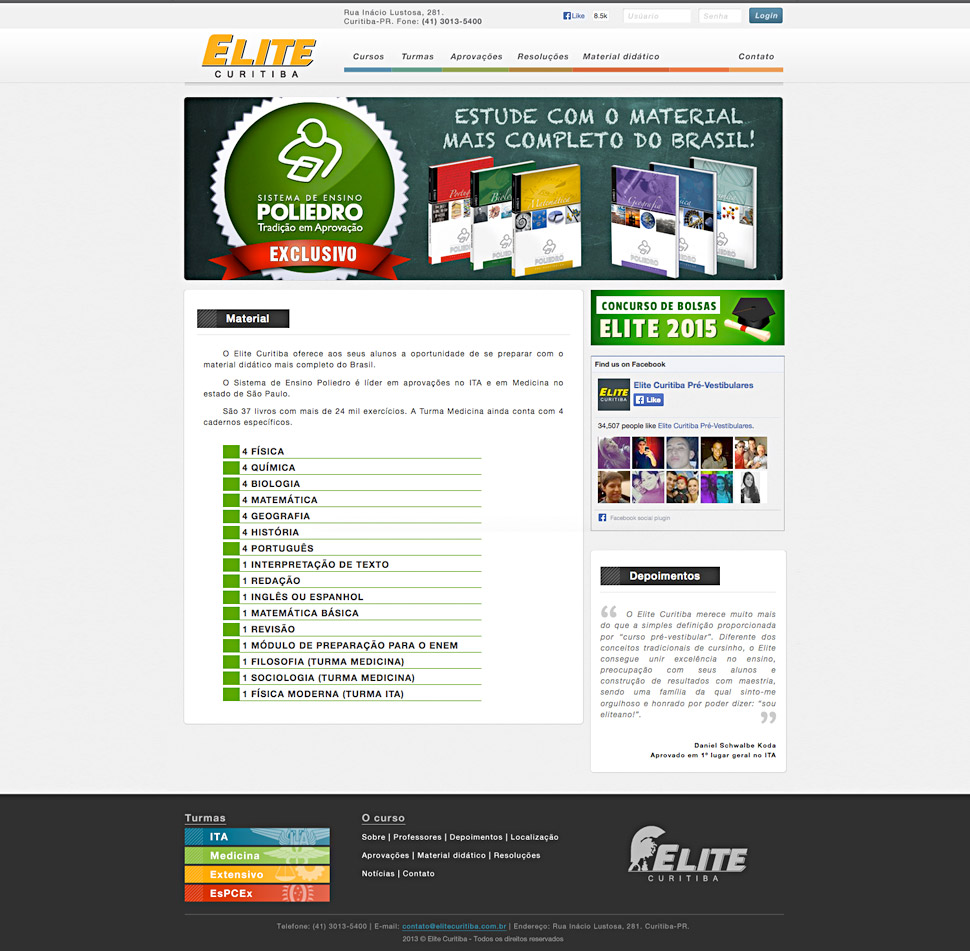 Rua Inácio Lustosa, 281.
Curitiba-PR. Fone: (41) 3013-5400
Like 8.5k
Usuário
Senha
Login
ELITE
CURITIBA
Cursos Turmas Aprovações Resoluções Material didático Contato
ESTUDE COM O MATERIAL
MAIS COMPLETO DO BRASIL!
SISTEMA DE ENSINO
POLIEDRO
Tradição em Aprovação
EXCLUSIVO
Matemática
Geografia
POLIEDRO
POLIEDRO
Material
O Elite Curitiba oferece aos seus alunos a oportunidade de se preparar com o
material didático mais completo do Brasil.
O Sistema de Ensino Poliedro é líder em aprovações no ITA e em Medicina no
estado de São Paulo.
São 37 livros com mais de 24 mil exercícios. A Turma Medicina ainda conta com 4
cadernos específicos.
4 FÍSICA
4 QUÍMICA
4 BIOLOGIA
4 MATEMÁTICA
4 GEOGRAFIA
4 HISTÓRIA
4 PORTUGUÊS
1 INTERPRETAÇÃO DE TEXTO
1 REDAÇÃO
1 INGLÊS OU ESPANHOL
1 MATEMÁTICA BÁSICA
1 REVISÃO
1 MÓDULO DE PREPARAÇÃO PARA O ENEM
1 FILOSOFIA (TURMA MEDICINA)
1 SOCIOLOGIA (TURMA MEDICINA)
1 FÍSICA MODERNA (TURMA ITA)
CONCURSO DE BOLSAS
ELITE 2015
Find us on Facebook
ELITE
CURITIBA
Elite Curitiba Pré-Vestibulares
Like
34,507 people like Elite Curitiba Pré-Vestibulares.
Facebook social plugin
Depoimentos
“ O Elite Curitiba merece muito mais
do que a simples definição proporcionada
por “curso pré-vestibular”. Diferente dos
conceitos tradicionais de cursinho, o Elite
consegue unir excelência no ensino,
preocupação com seus alunos e
construção de resultados com maestria,
sendo uma família da qual sinto-me
orgulhoso e honrado por poder dizer: “sou
eliteano!”. ”
Daniel Schwalbe Koda
Aprovado em 1º lugar geral no ITA
Turmas
ITA
Medicina
Extensivo
EsPCEx
O curso
Sobre | Professores | Depoimentos | Localização
Aprovações | Material didático | Resoluções
Notícias | Contato
ELITE
CURITIBA
Telefone: (41) 3013-5400 | E-mail: contato@elitecuritiba.com.br | Endereço: Rua Inácio Lustosa, 281. Curitiba-PR.
2013 © Elite Curitiba - Todos os direitos reservados